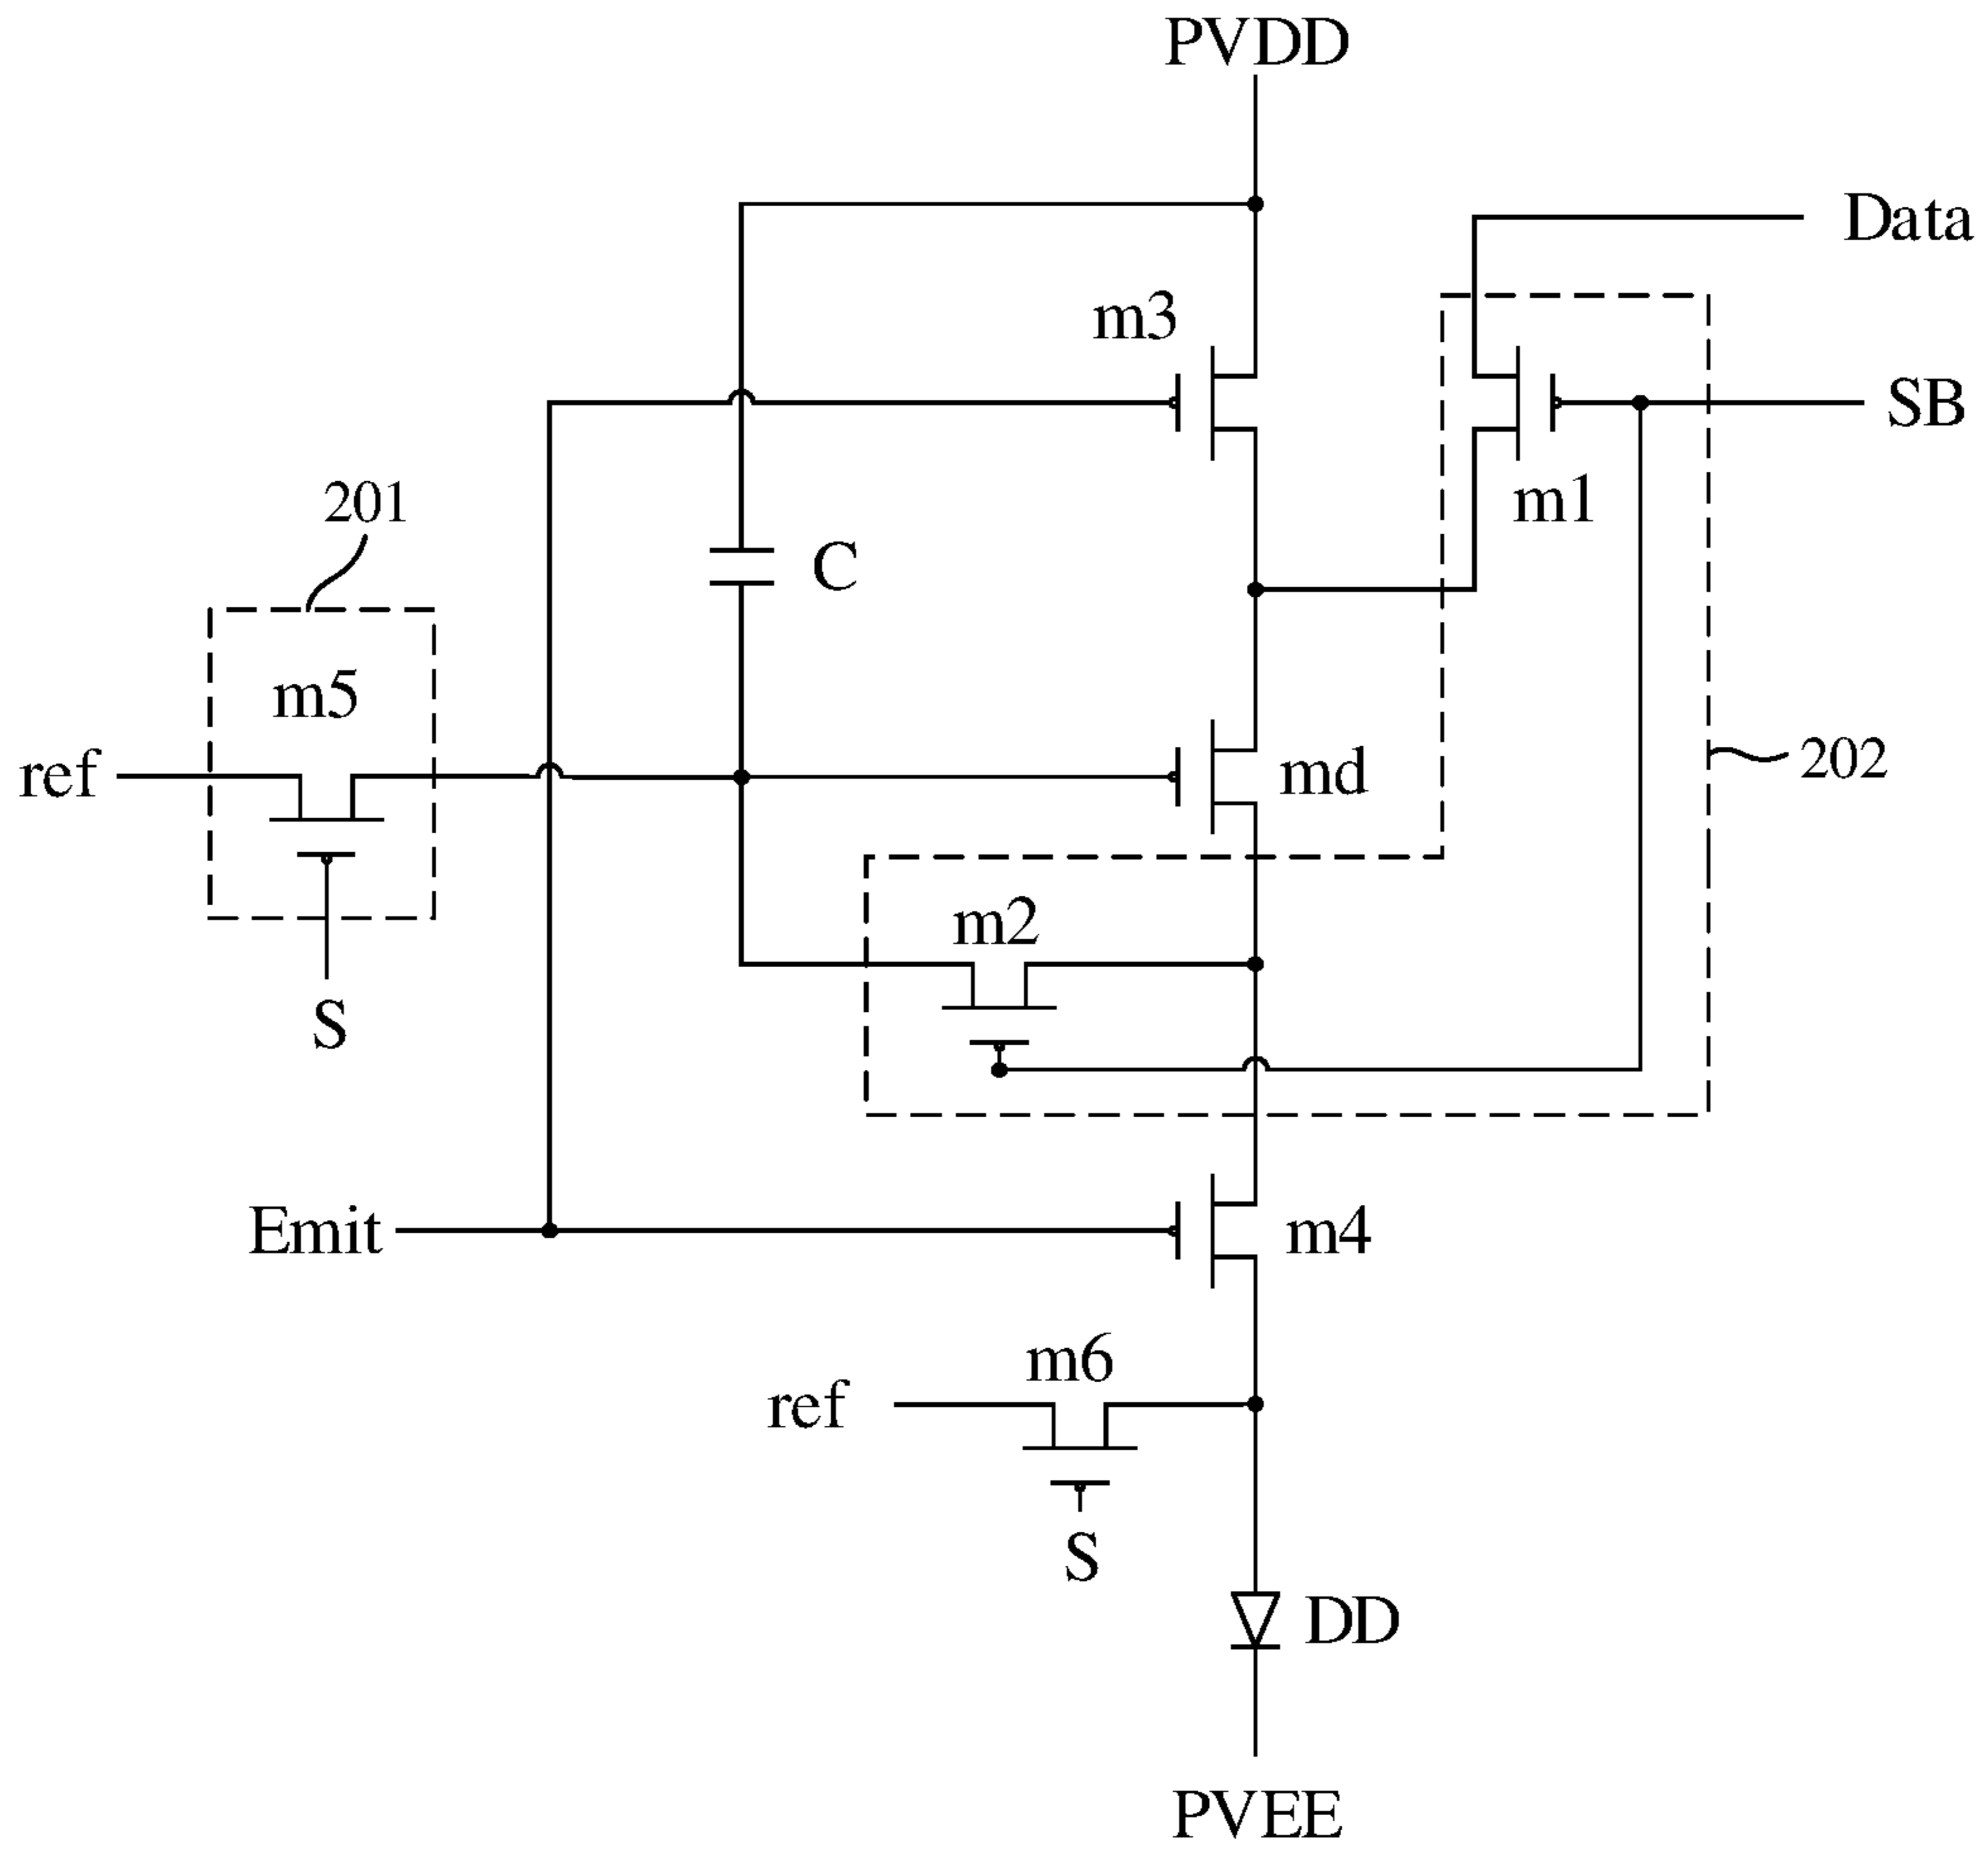 PVDD
Data
m3
SB
201
m1
C
m5
ref
md
202
m2
S
Emit
m4
m6
ref
S
DD
PVEE